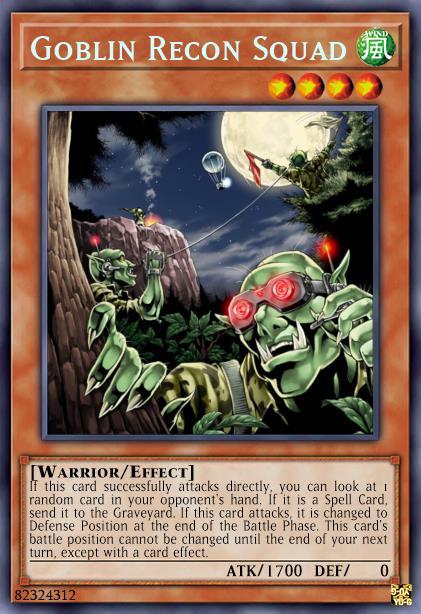 GOBLIN RECON SQUAD
WIND
風
[WARRIOR/EFFECT]
If this card successfully attacks directly, you can look at 1
random card in your opponent's hand. If it is a Spell Card,
send it to the Graveyard. If this card attacks, it is changed to
Defense Position at the end of the Battle Phase. This card's
battle position cannot be changed until the end of your next
turn, except with a card effect.
ATK/1700 DEF/ 0
82324312